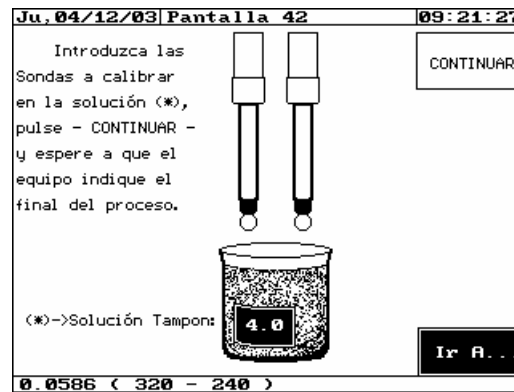 Ju,04/12/03 Pantalla 42 09:21:27
Introduzca las
Sondas a calibrar
en la solución (*),
pulse - CONTINUAR -
y espere a que el
equipo indique el
final del proceso.
CONTINUAR
(*)->Solución Tampon:
4.0
Ir A..
0.0586 ( 320 - 240 )